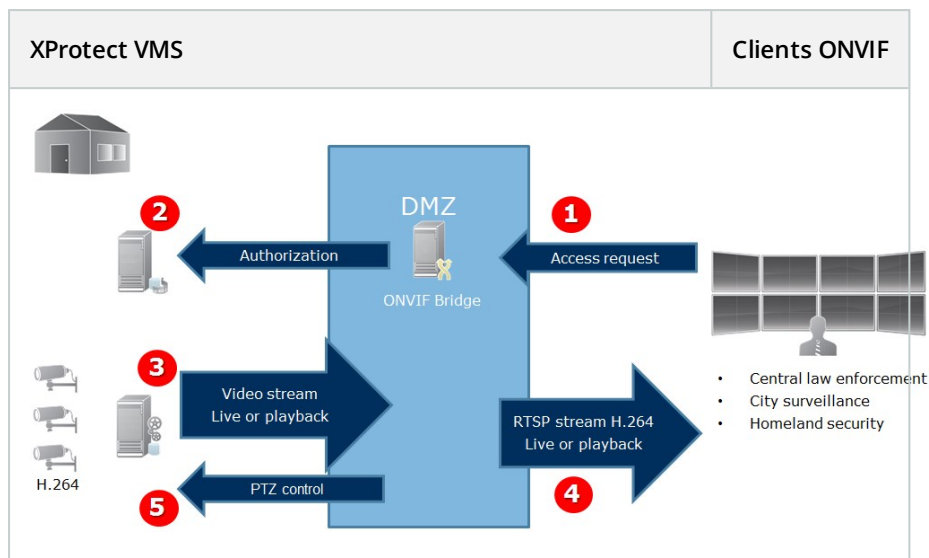 XProtect VMS
Clients ONVIF
DMZ
2
1
Authorization
Access request
ONVIF Bridge
3
Video stream
Live or playback
• Central law enforcement
• City surveillance
• Homeland security
RTSP stream H.264
Live or playback
H.264
5
PTZ control
4